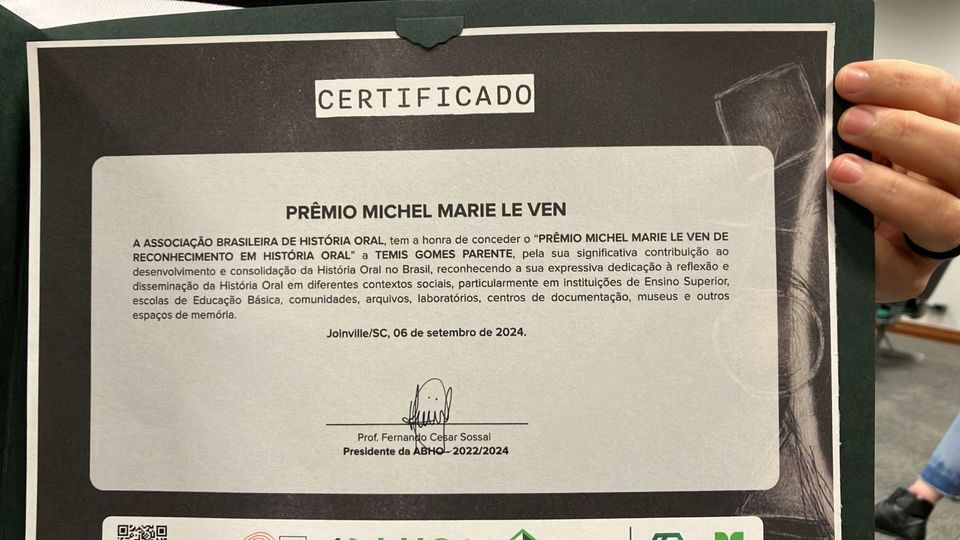 CERTIFICADO
PRÊMIO MICHEL MARIE LE VEN
A ASSOCIAÇÃO BRASILEIRA DE HISTÓRIA ORAL, tem a honra de conceder o “PRÊMIO MICHEL MARIE LE VEN DE
RECONHECIMENTO EM HISTÓRIA ORAL” a TEMIS GOMES PARENTE, pela sua significativa contribuição ao
desenvolvimento e consolidação da História Oral no Brasil, reconhecendo a sua expressiva dedicação à reflexão e
disseminação da História Oral em diferentes contextos sociais, particularmente em instituições de Ensino Superior,
escolas de Educação Básica, comunidades, arquivos, laboratórios, centros de documentação, museus e outros
espaços de memória.
Joinville/SC, 06 de setembro de 2024.
Prof. Fernando Cesar Sossai
Presidente da ABHO - 2022/2024